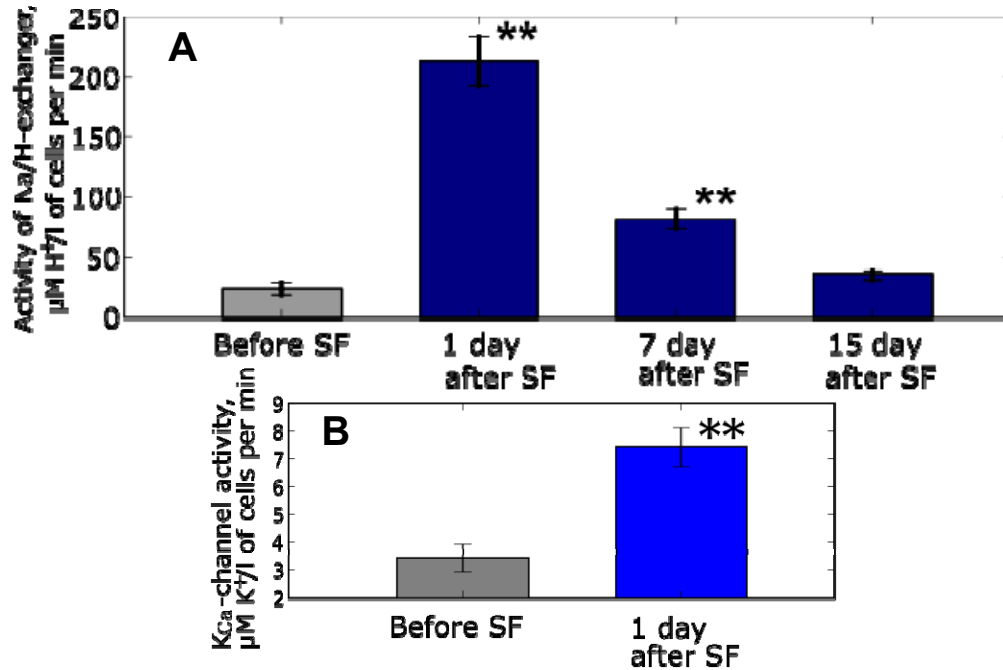 A
Activity of Na/H-exchanger,
µM H⁺/l of cells per min
250
200
150
100
50
0
**
**
Before SF
1 day
after SF
7 day
after SF
15 day
after SF
B
Kca-channel activity,
µM K⁺/l of cells per min
9
8
7
6
5
4
3
2
**
Before SF
1 day
after SF